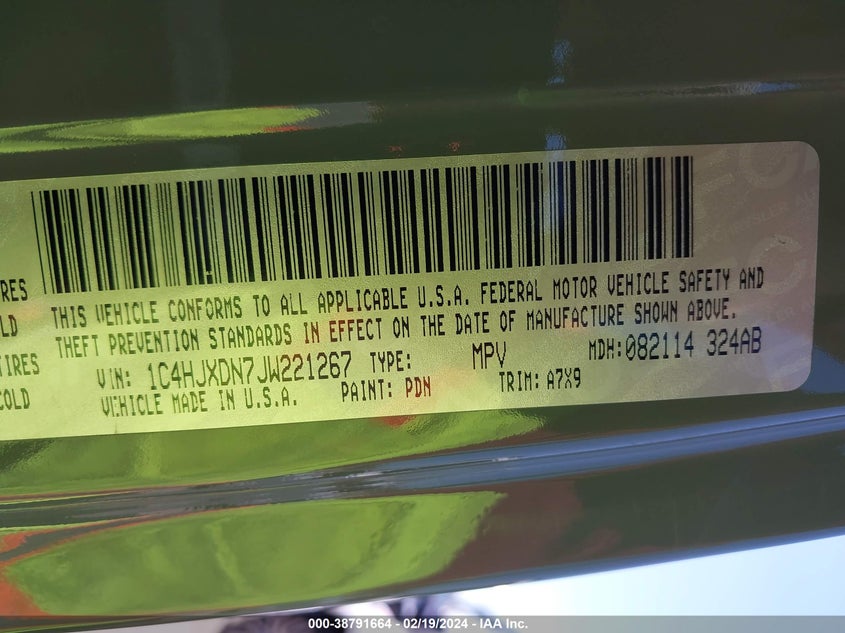 IRES
THIS VEHICLE CONFORMS TO ALL APPLICABLE U.S.A. FEDERAL MOTOR VEHICLE SAFETY AND
LD
THEFT PREVENTION STANDARDS IN EFFECT ON THE DATE OF MANUFACTURE SHOWN ABOVE.
TIRES
VIN: 1C4HJXDN7JW221267 TYPE: MPV MDH:082114 324AB
COLD
VEHICLE MADE IN U.S.A. PAINT: PDN TRIM: A7X9
000-38791664 - 02/19/2024 - IAA Inc.